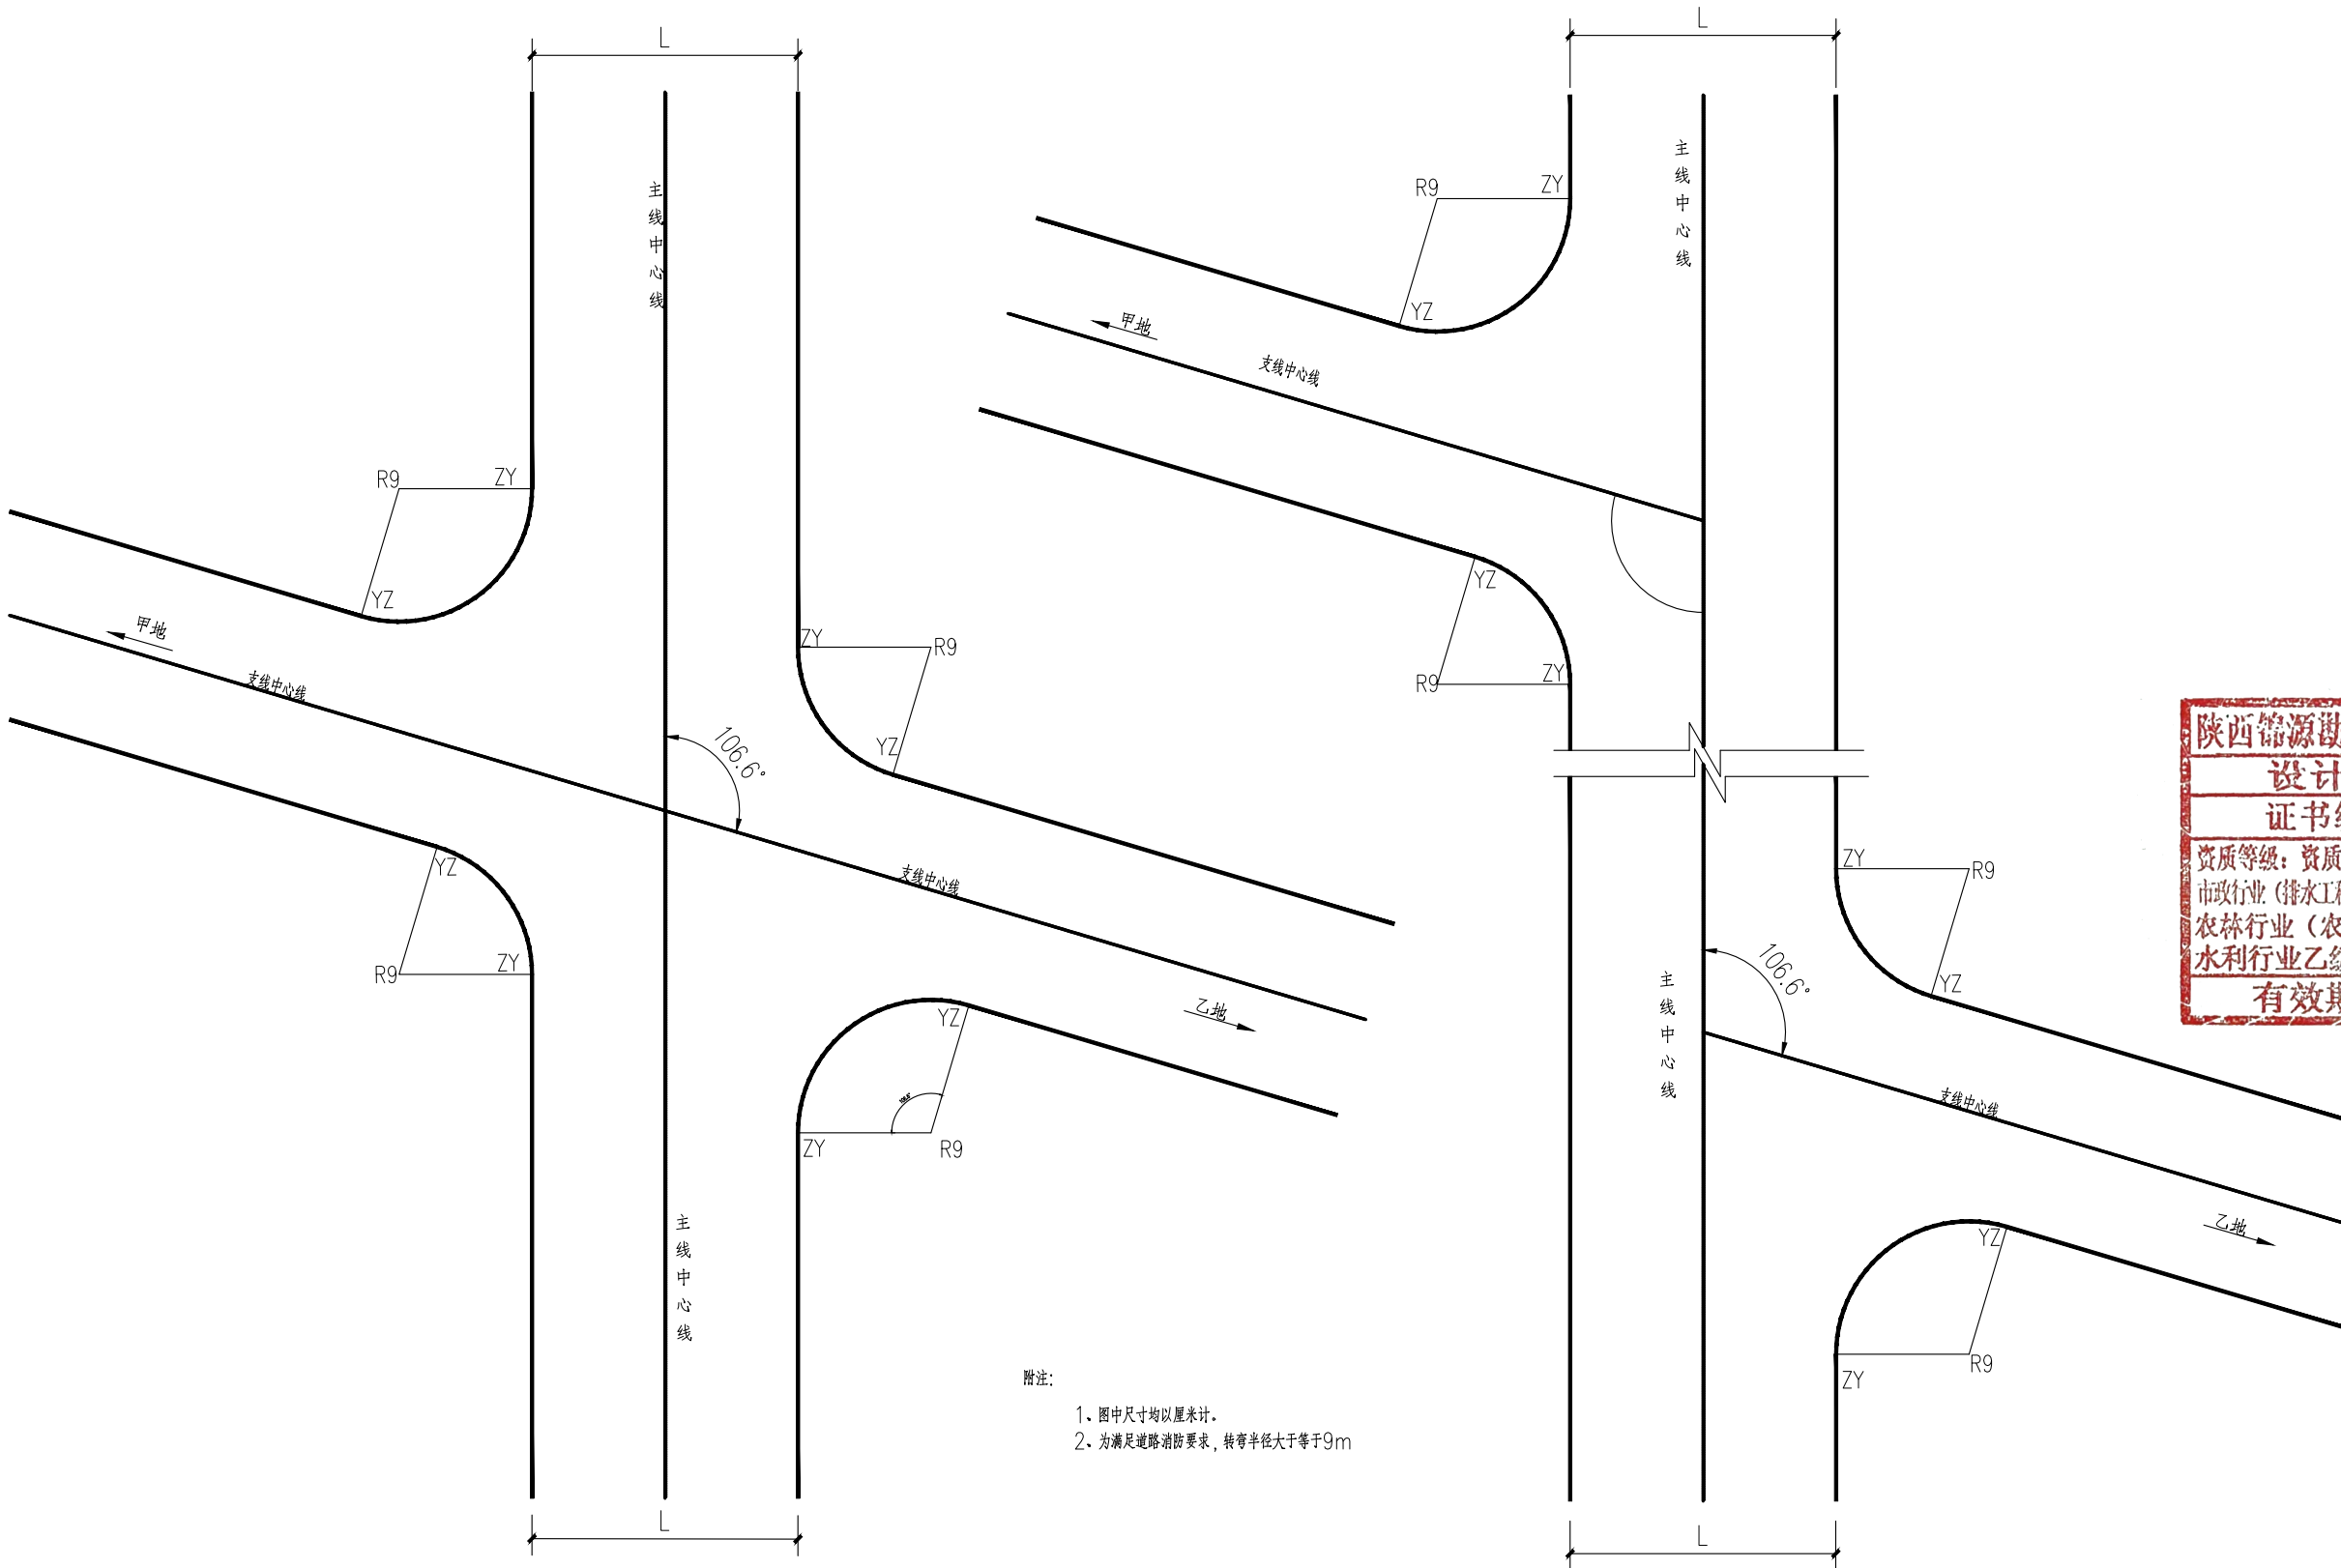 L
L
主线中心线
主线中心线
R9
ZY
YZ
甲地
支线中心线
R9
ZY
YZ
ZY
R9
YZ
106.6°
YZ
R9
ZY
支线中心线
YZ
乙地
ZY
R9
主线中心线
YZ
R9
ZY
R9
ZY
YZ
甲地
支线中心线
ZY
R9
YZ
106.6°
主线中心线
支线中心线
乙地
YZ
R9
ZY
附注:
1、图中尺寸均以厘米计。
2、为满足道路消防要求,转弯半径大于等于9m
L
L
陕西锦源勘
设计
证书
资质等级:资质
市政行业(排水工程
农林行业(农
水利行业乙级
有效期